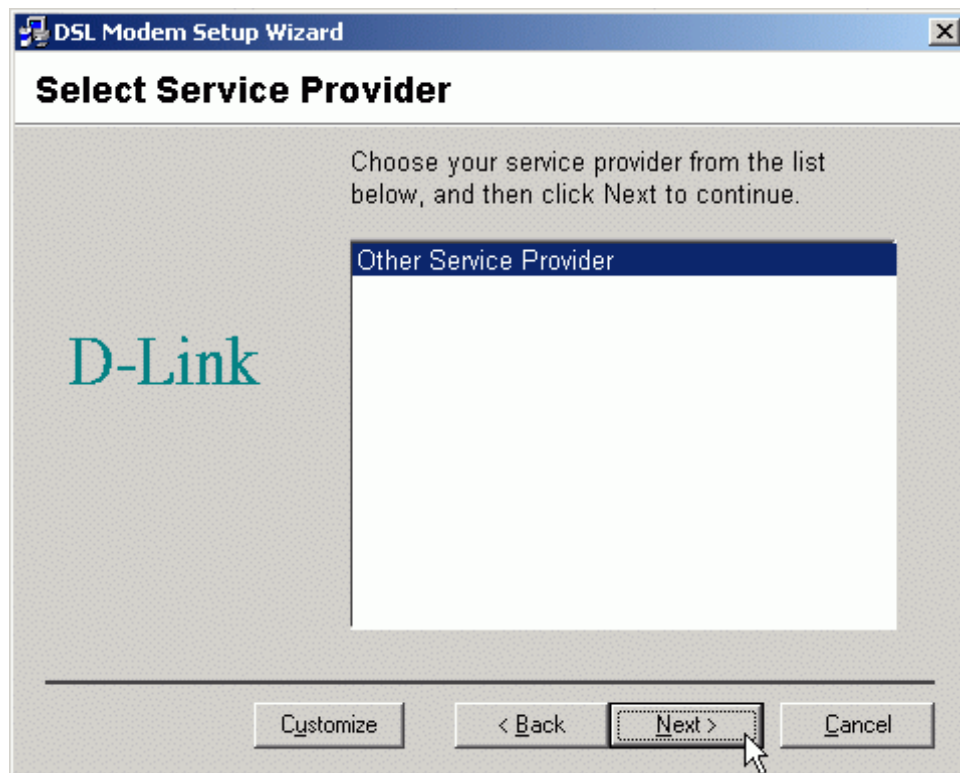 DSL Modem Setup Wizard
Select Service Provider
Choose your service provider from the list
below, and then click Next to continue.
Other Service Provider
D-Link
Customize
< Back
Next >
Cancel